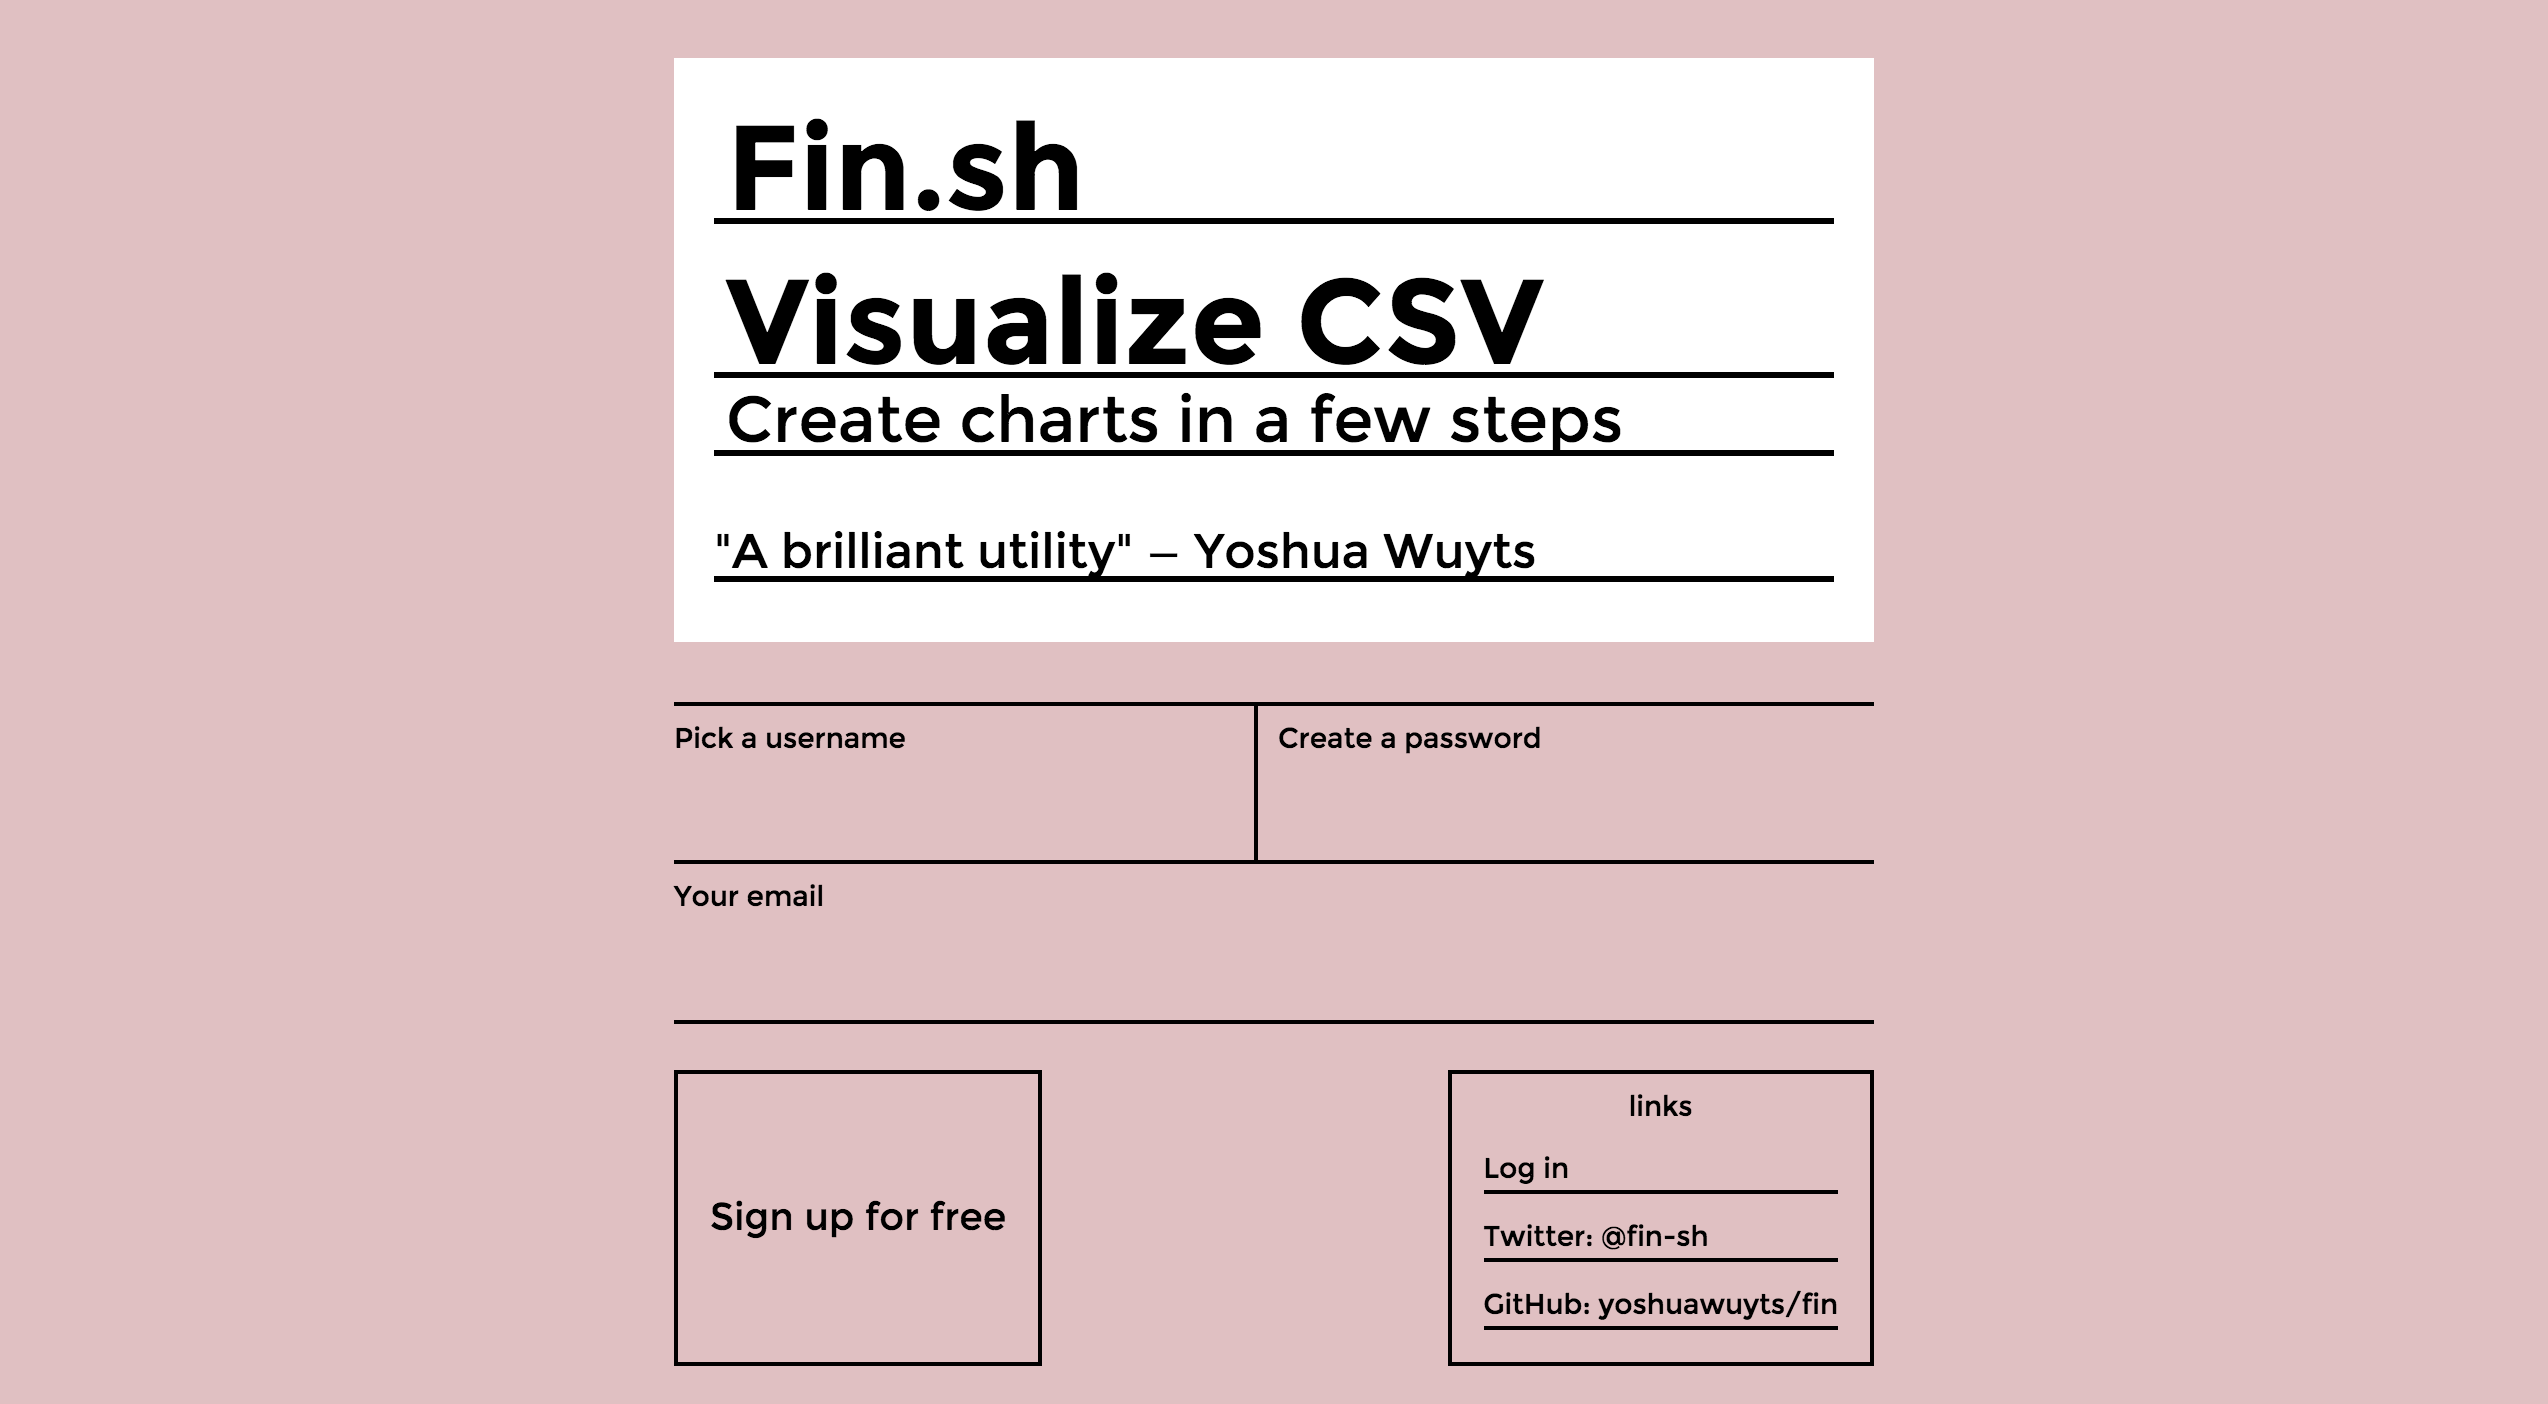 Fin.sh
Visualize CSV
Create charts in a few steps
"A brilliant utility" — Yoshua Wuyts
Pick a username
Create a password
Your email
Sign up for free
links
Log in
Twitter: @fin-sh
GitHub: yoshuawuyts/fin